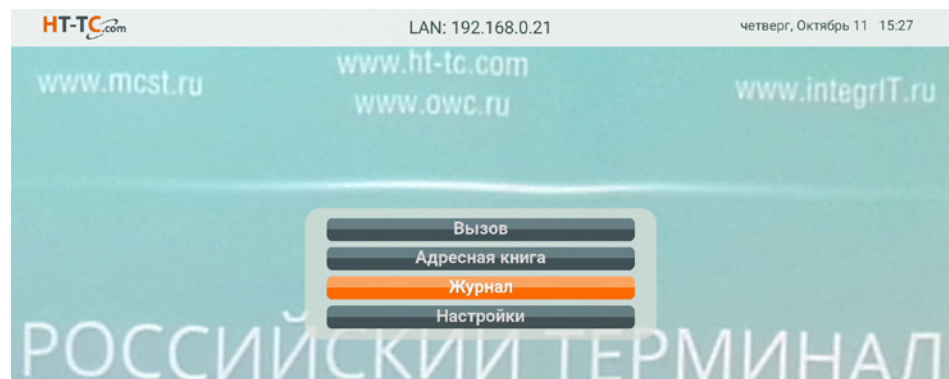 HT-TC.com LAN: 192.168.0.21 четверг, Октябрь 11 15:27
www.mcst.ru www.ht-tc.com www.integrIT.ru
www.owc.ru
Вызов
Адресная книга
Журнал
Настройки
РОССИЙСКИЙ ТЕРМИНАЛ